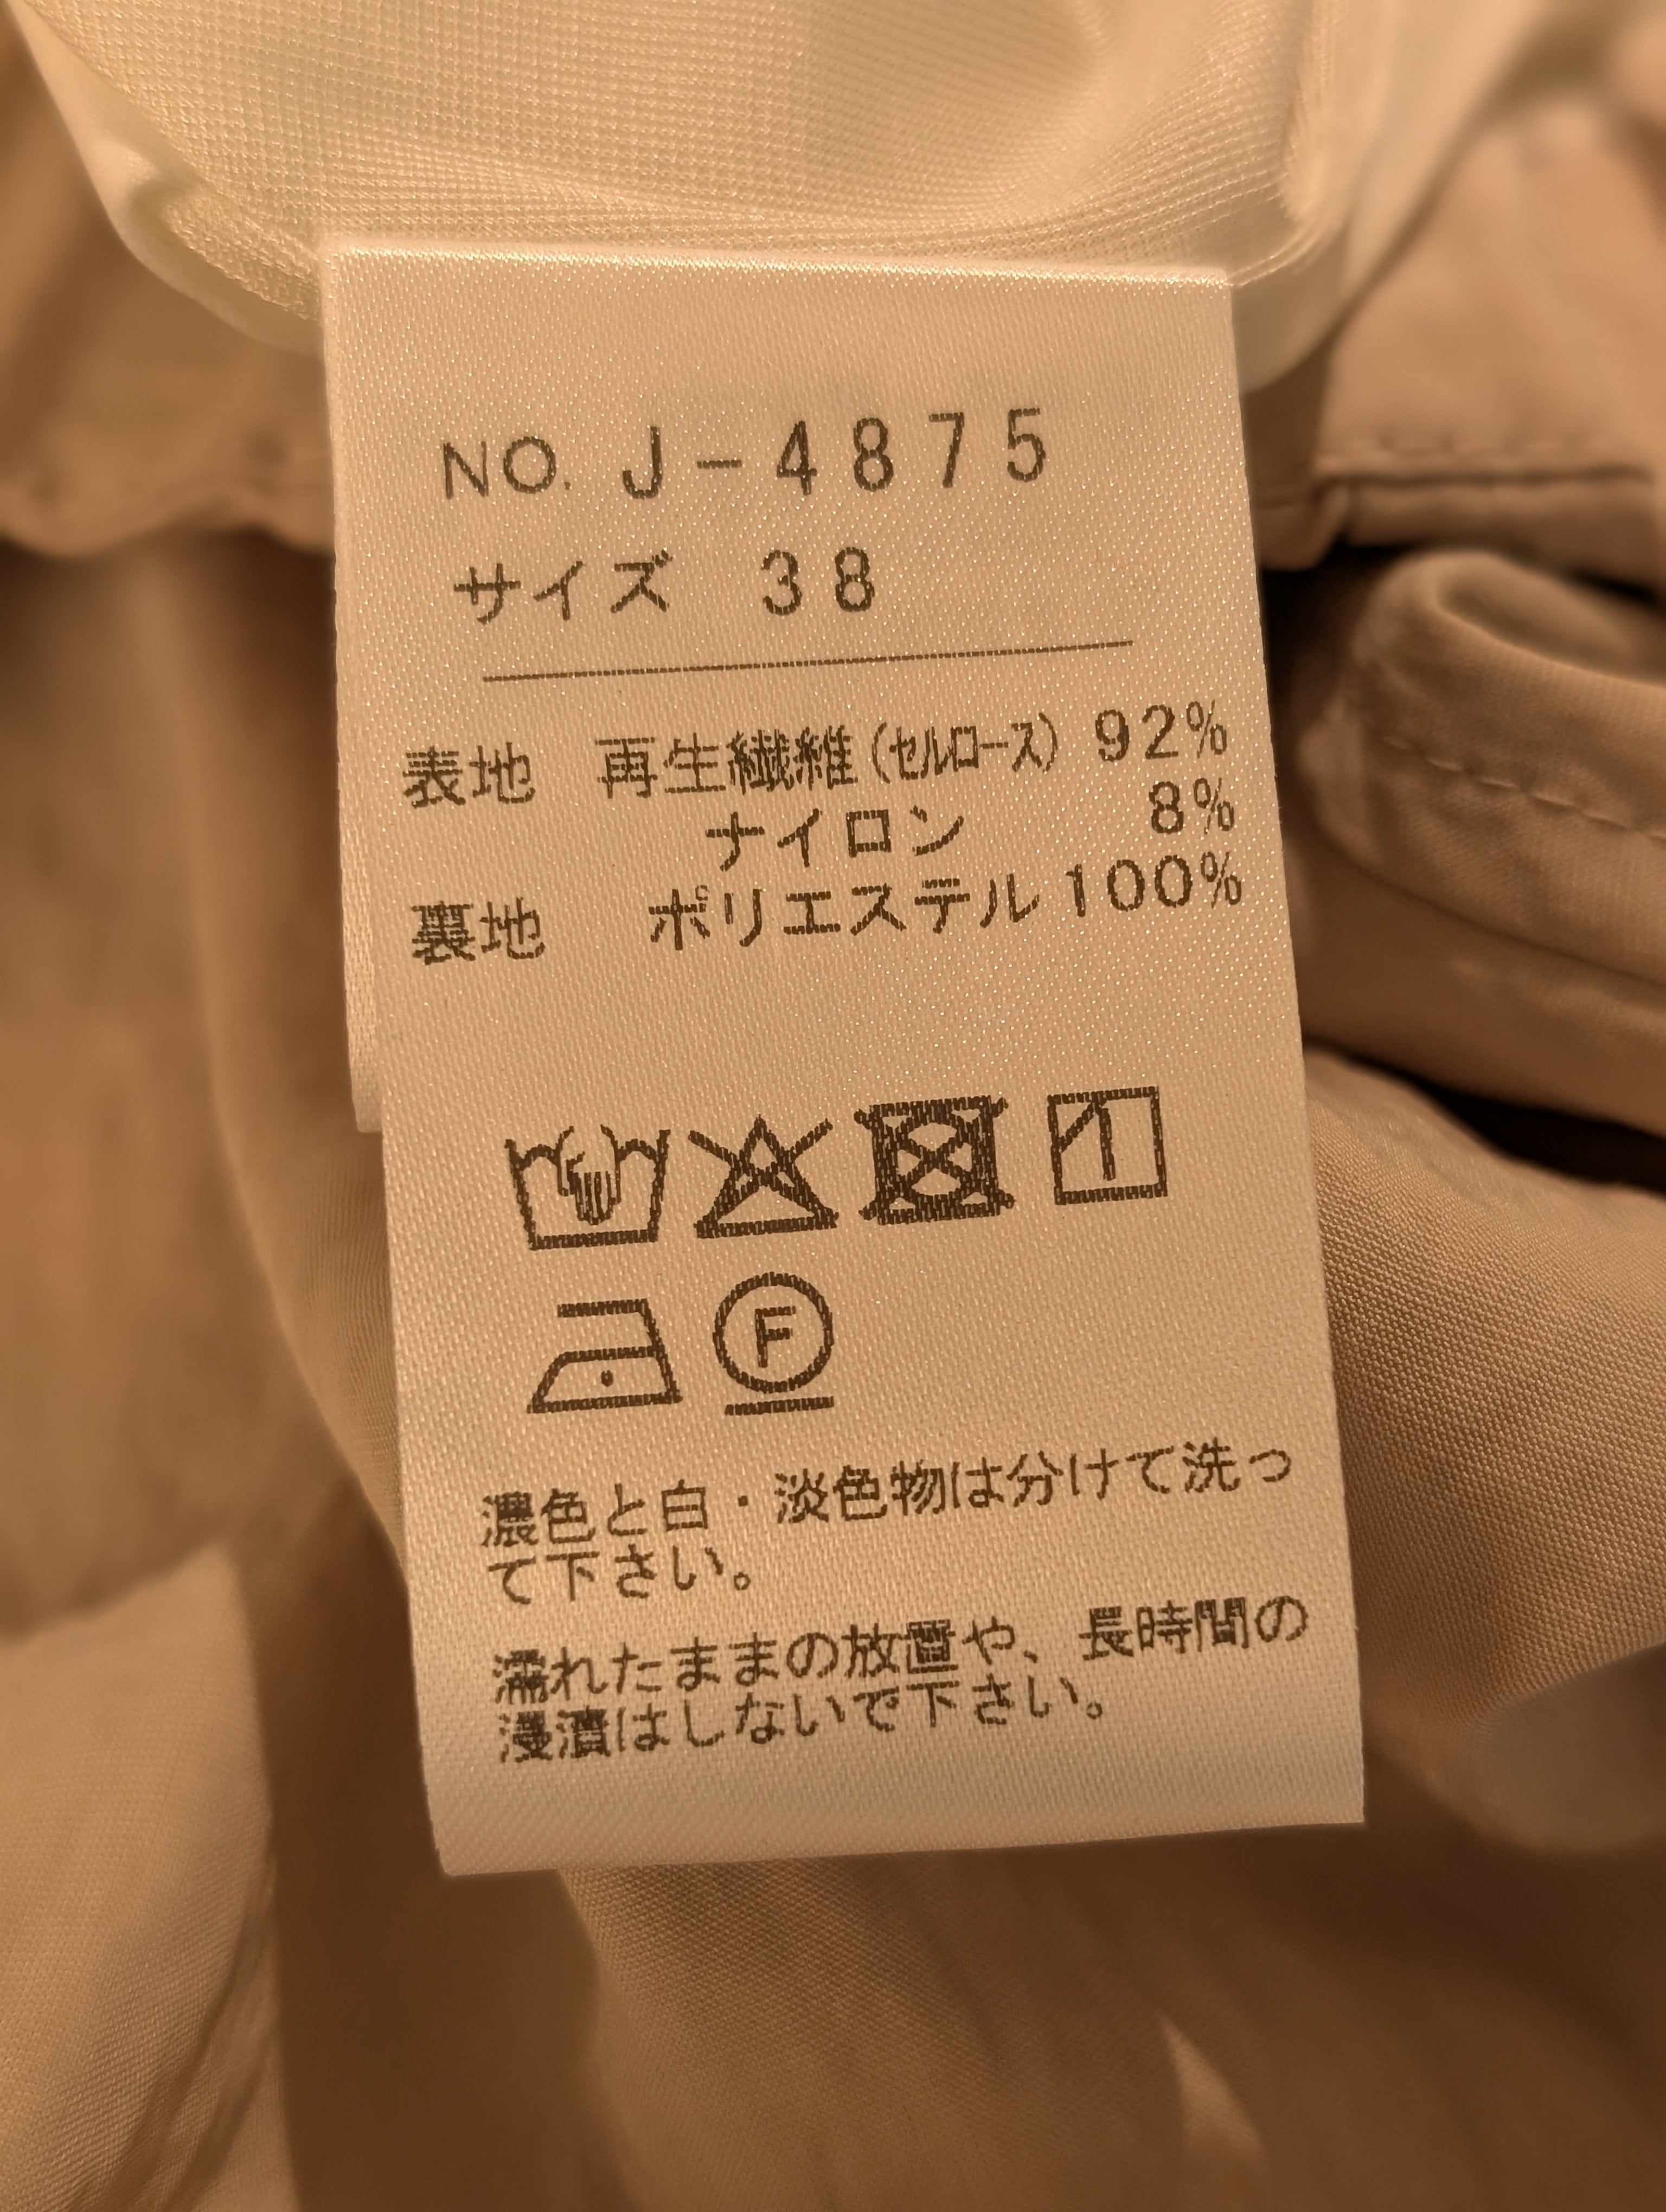 NO. J-4875
サイズ 38
表地 再生繊維(セルロース) 92%
ナイロン 8%
裏地 ポリエステル 100%
F
濃色と白・淡色物は分けて洗っ
て下さい。
濡れたままの放置や、長時間の
浸漬はしないで下さい。